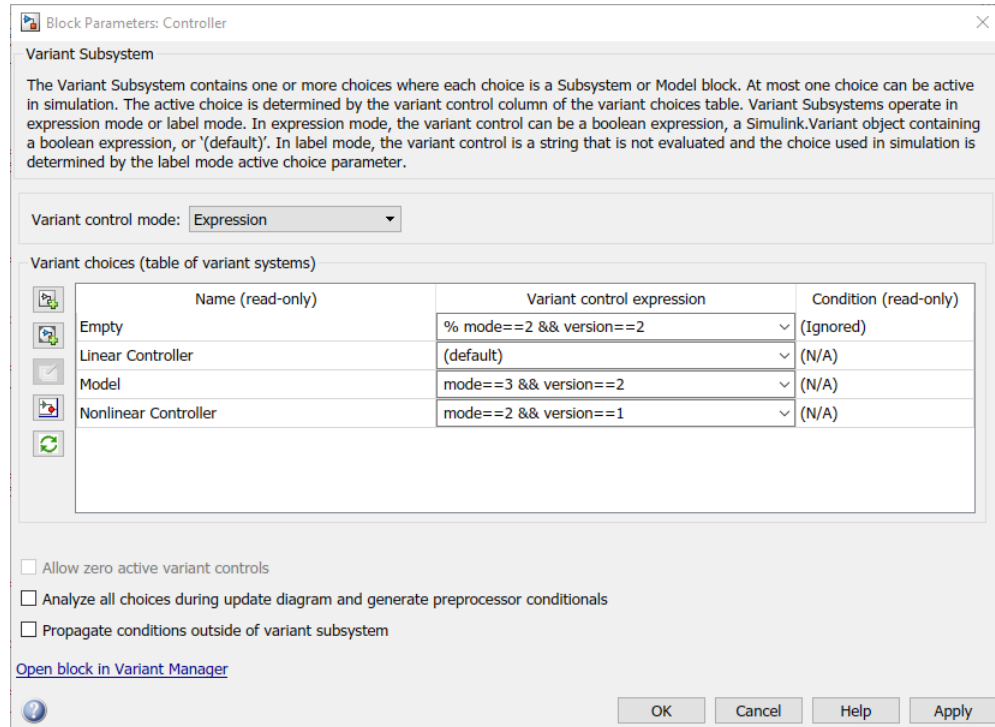 Block Parameters: Controller
Variant Subsystem
The Variant Subsystem contains one or more choices where each choice is a Subsystem or Model block. At most one choice can be active
in simulation. The active choice is determined by the variant control column of the variant choices table. Variant Subsystems operate in
expression mode or label mode. In expression mode, the variant control can be a boolean expression, a Simulink.Variant object containing
a boolean expression, or '(default)'. In label mode, the variant control is a string that is not evaluated and the choice used in simulation is
determined by the label mode active choice parameter.
Variant control mode: Expression
Variant choices (table of variant systems)
Name (read-only) Variant control expression Condition (read-only)
Empty % mode==2 && version==2 (Ignored)
Linear Controller (default) (N/A)
Model mode==3 && version==2 (N/A)
Nonlinear Controller mode==2 && version==1 (N/A)
Allow zero active variant controls
Analyze all choices during update diagram and generate preprocessor conditionals
Propagate conditions outside of variant subsystem
Open block in Variant Manager
? OK Cancel Help Apply